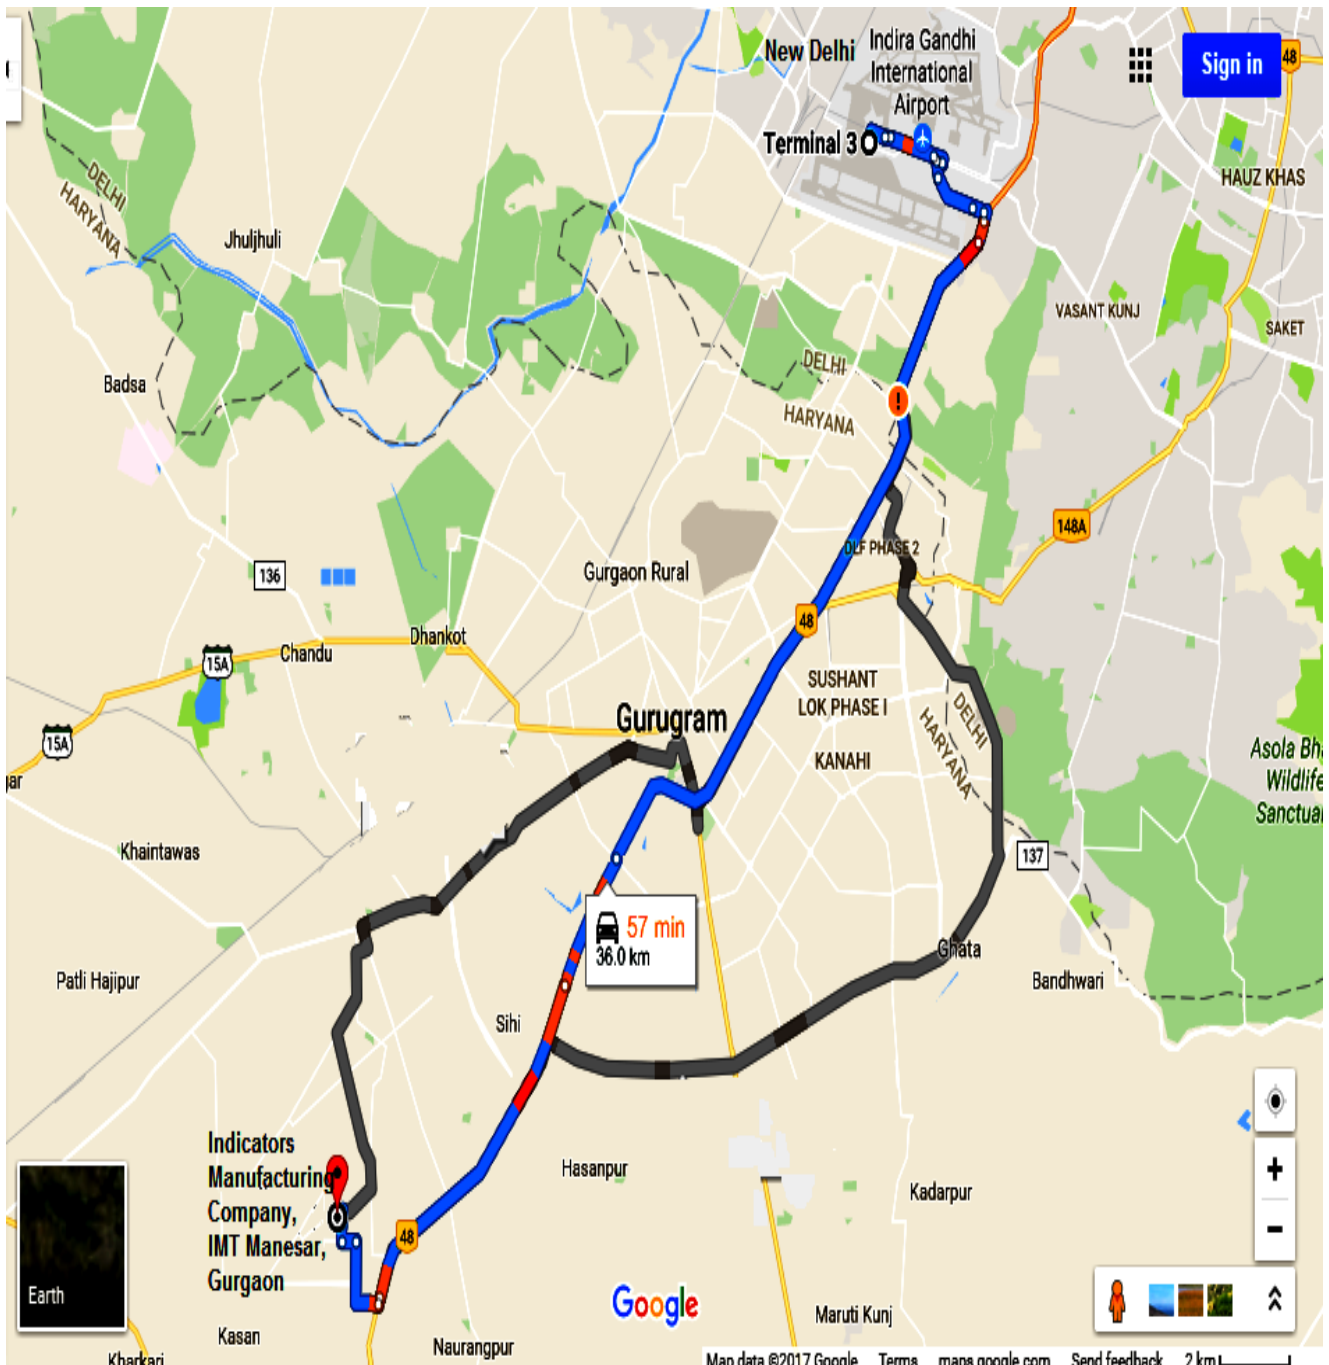 New Delhi
Indira Gandhi
International
Airport
Sign in
48
Terminal 3
HAUZ KHAS
DELHI
HARYANA
Jhuljhuli
VASANT KUNJ
SAKET
DELHI
HARYANA
Badsa
148A
DLF PHASE 2
136
Gurgaon Rural
48
Dhankot
Chandu
15A
SUSHANT
LOK PHASE I
DELHI
HARYANA
Gurugram
15A
KANAHI
Asola Bha
Wildlife
Sanctuar
gar
Khaintawas
137
57 min
36.0 km
Ghata
Bandhwari
Patli Hajipur
Sihi
Indicators
Manufacturing
Company,
IMT Manesar,
Gurgaon
Hasanpur
Kadarpur
48
+
−
Earth
Google
Maruti Kunj
Kasan
Naurangpur
Kharkari
Map data ©2017 Google Terms maps.google.com Send feedback 2 km